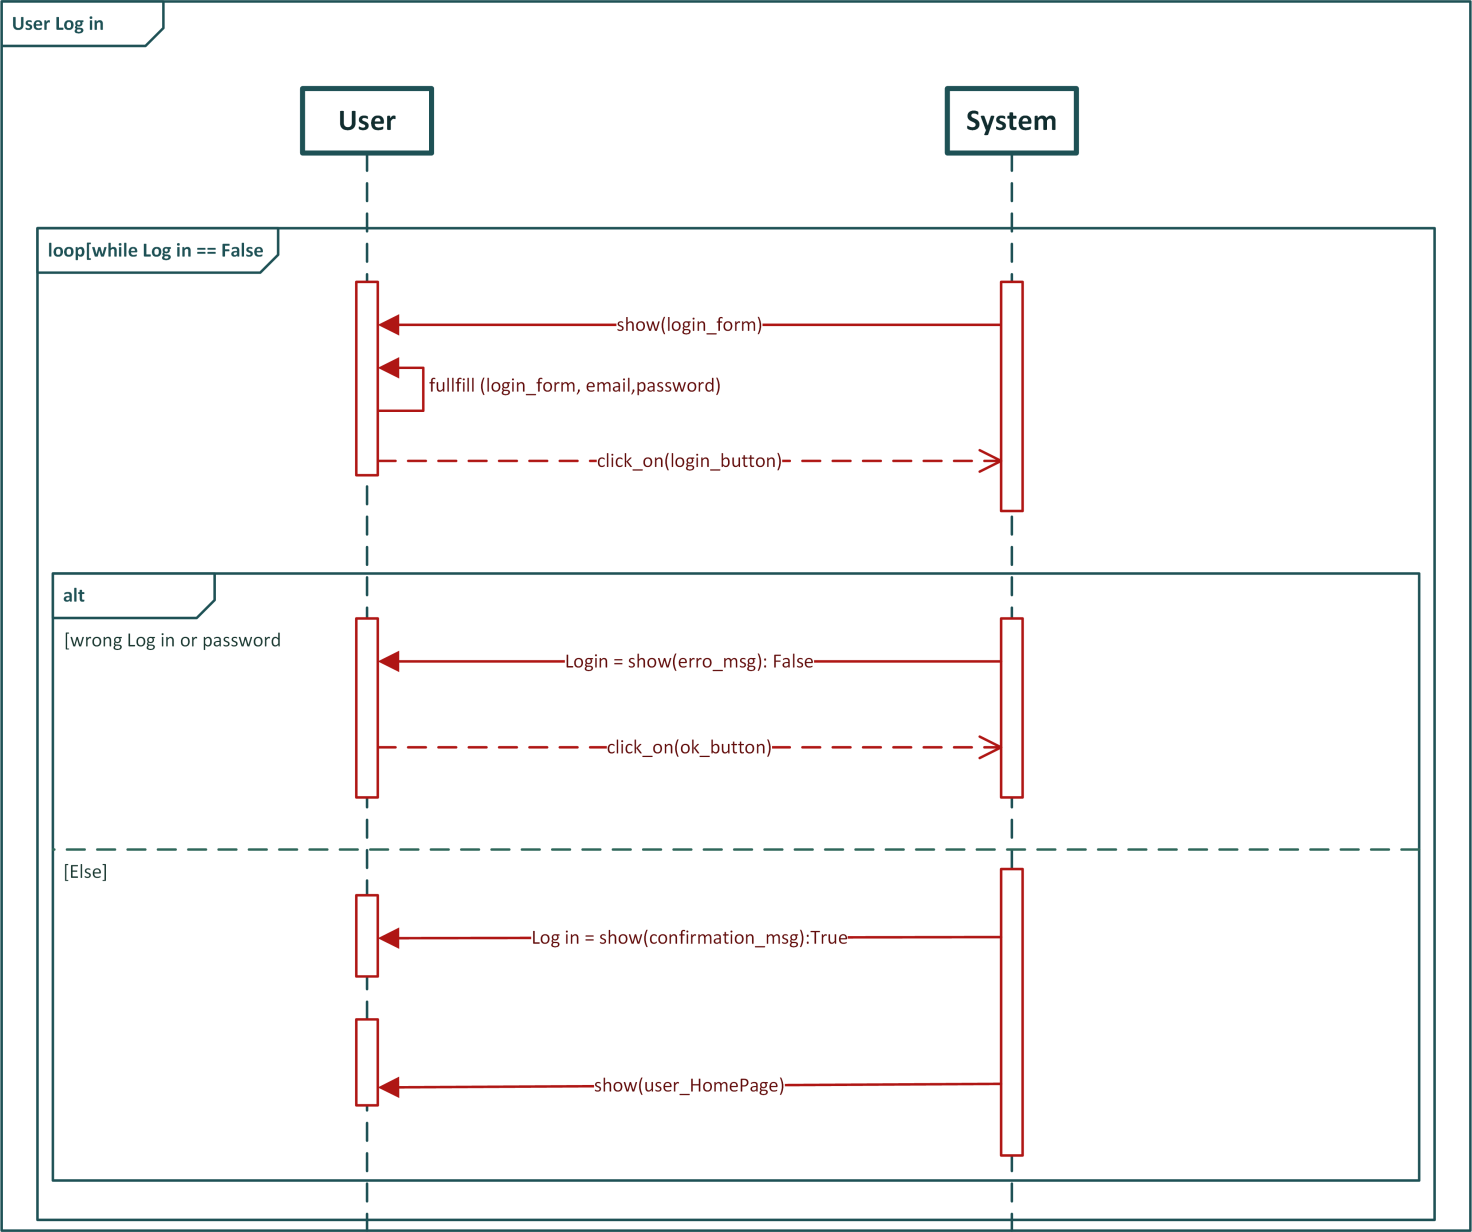 User Log in
User
System
loop[while Log in == False
show(login_form)
fullfill (login_form, email,password)
click_on(login_button)
alt
[wrong Log in or password
Login = show(erro_msg): False
click_on(ok_button)
[Else]
Log in = show(confirmation_msg):True
show(user_HomePage)